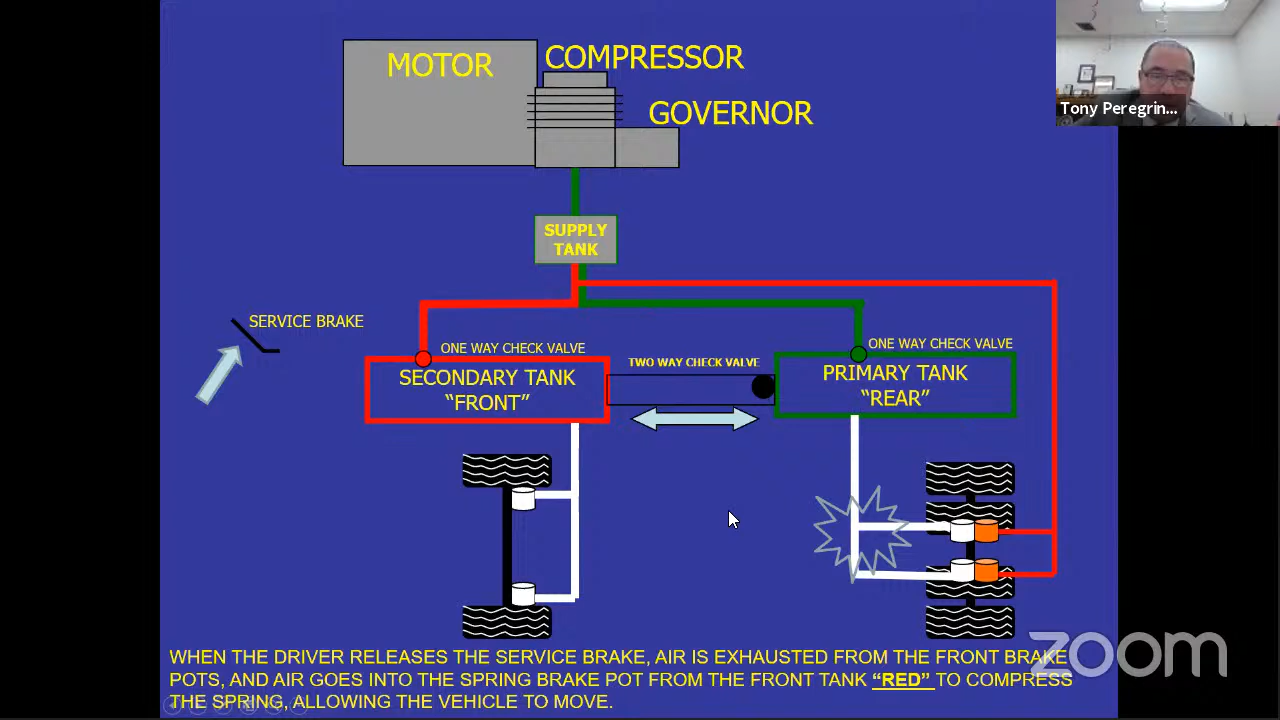 MOTOR
COMPRESSOR
GOVERNOR
Tony Peregrin...
SUPPLY
TANK
SERVICE BRAKE
ONE WAY CHECK VALVE
TWO WAY CHECK VALVE
ONE WAY CHECK VALVE
SECONDARY TANK
“FRONT”
PRIMARY TANK
“REAR”
WHEN THE DRIVER RELEASES THE SERVICE BRAKE, AIR IS EXHAUSTED FROM THE FRONT BRAKE
POTS, AND AIR GOES INTO THE SPRING BRAKE POT FROM THE FRONT TANK “RED” TO COMPRESS
THE SPRING, ALLOWING THE VEHICLE TO MOVE.
zoom